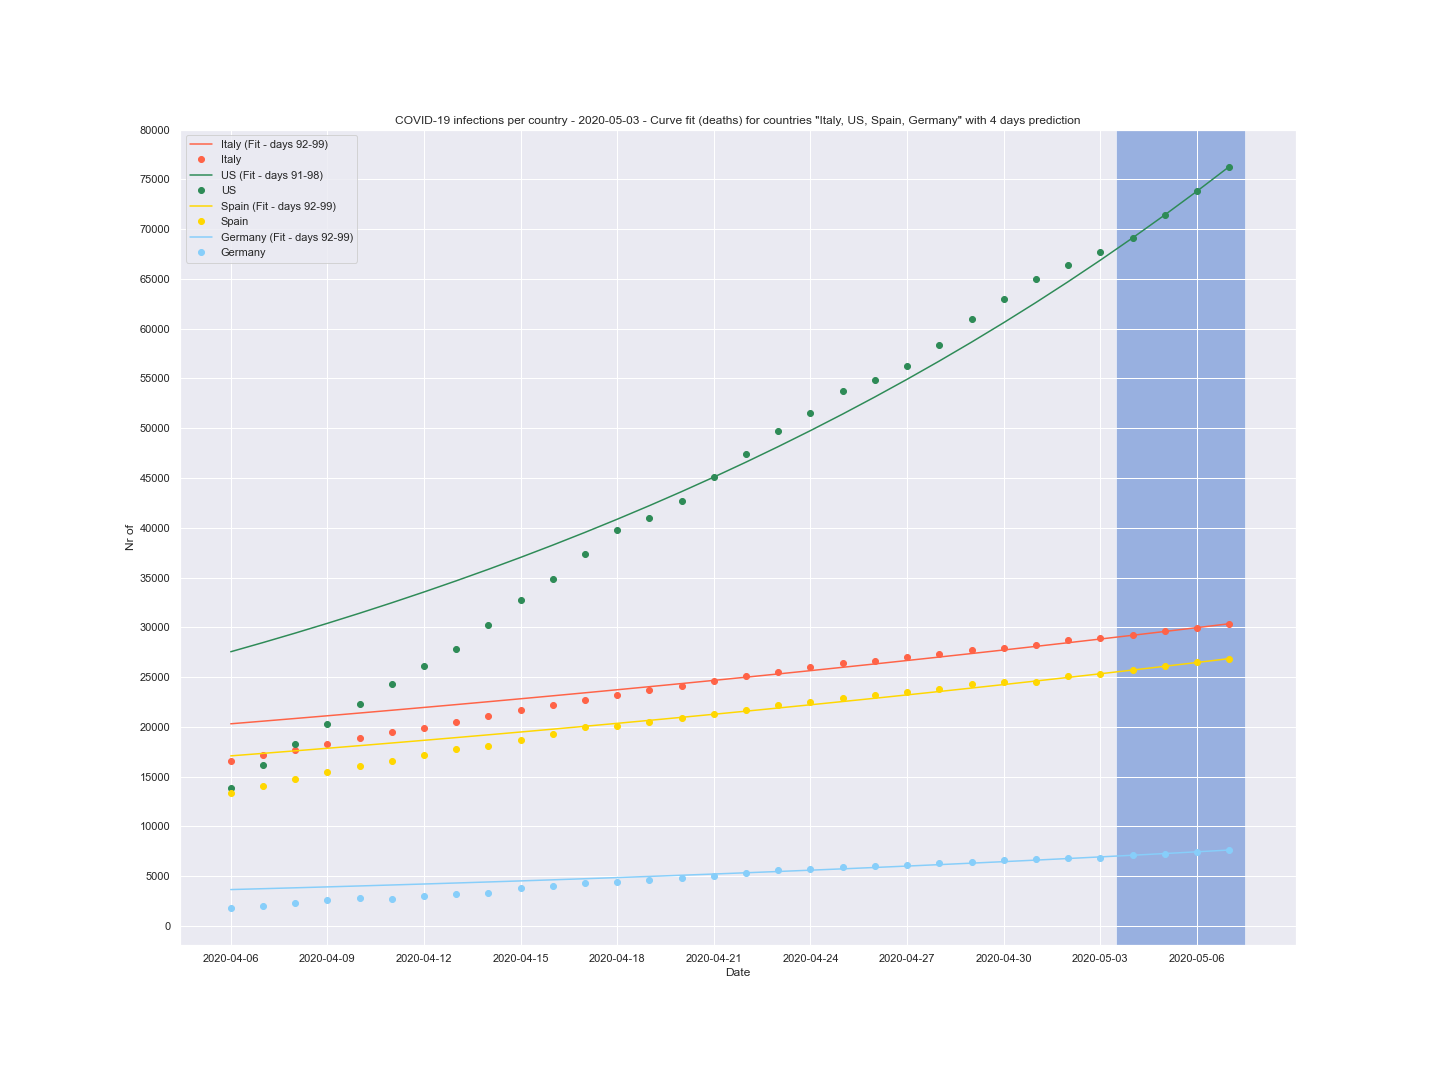 COVID-19 infections per country - 2020-05-03 - Curve fit (deaths) for countries "Italy, US, Spain, Germany" with 4 days prediction
80000
75000
70000
65000
60000
55000
50000
45000
40000
35000
30000
25000
20000
15000
10000
5000
0
Nr of
Italy (Fit - days 92-99)
Italy
US (Fit - days 91-98)
US
Spain (Fit - days 92-99)
Spain
Germany (Fit - days 92-99)
Germany
2020-04-06 2020-04-09 2020-04-12 2020-04-15 2020-04-18 2020-04-21 2020-04-24 2020-04-27 2020-04-30 2020-05-03 2020-05-06
Date